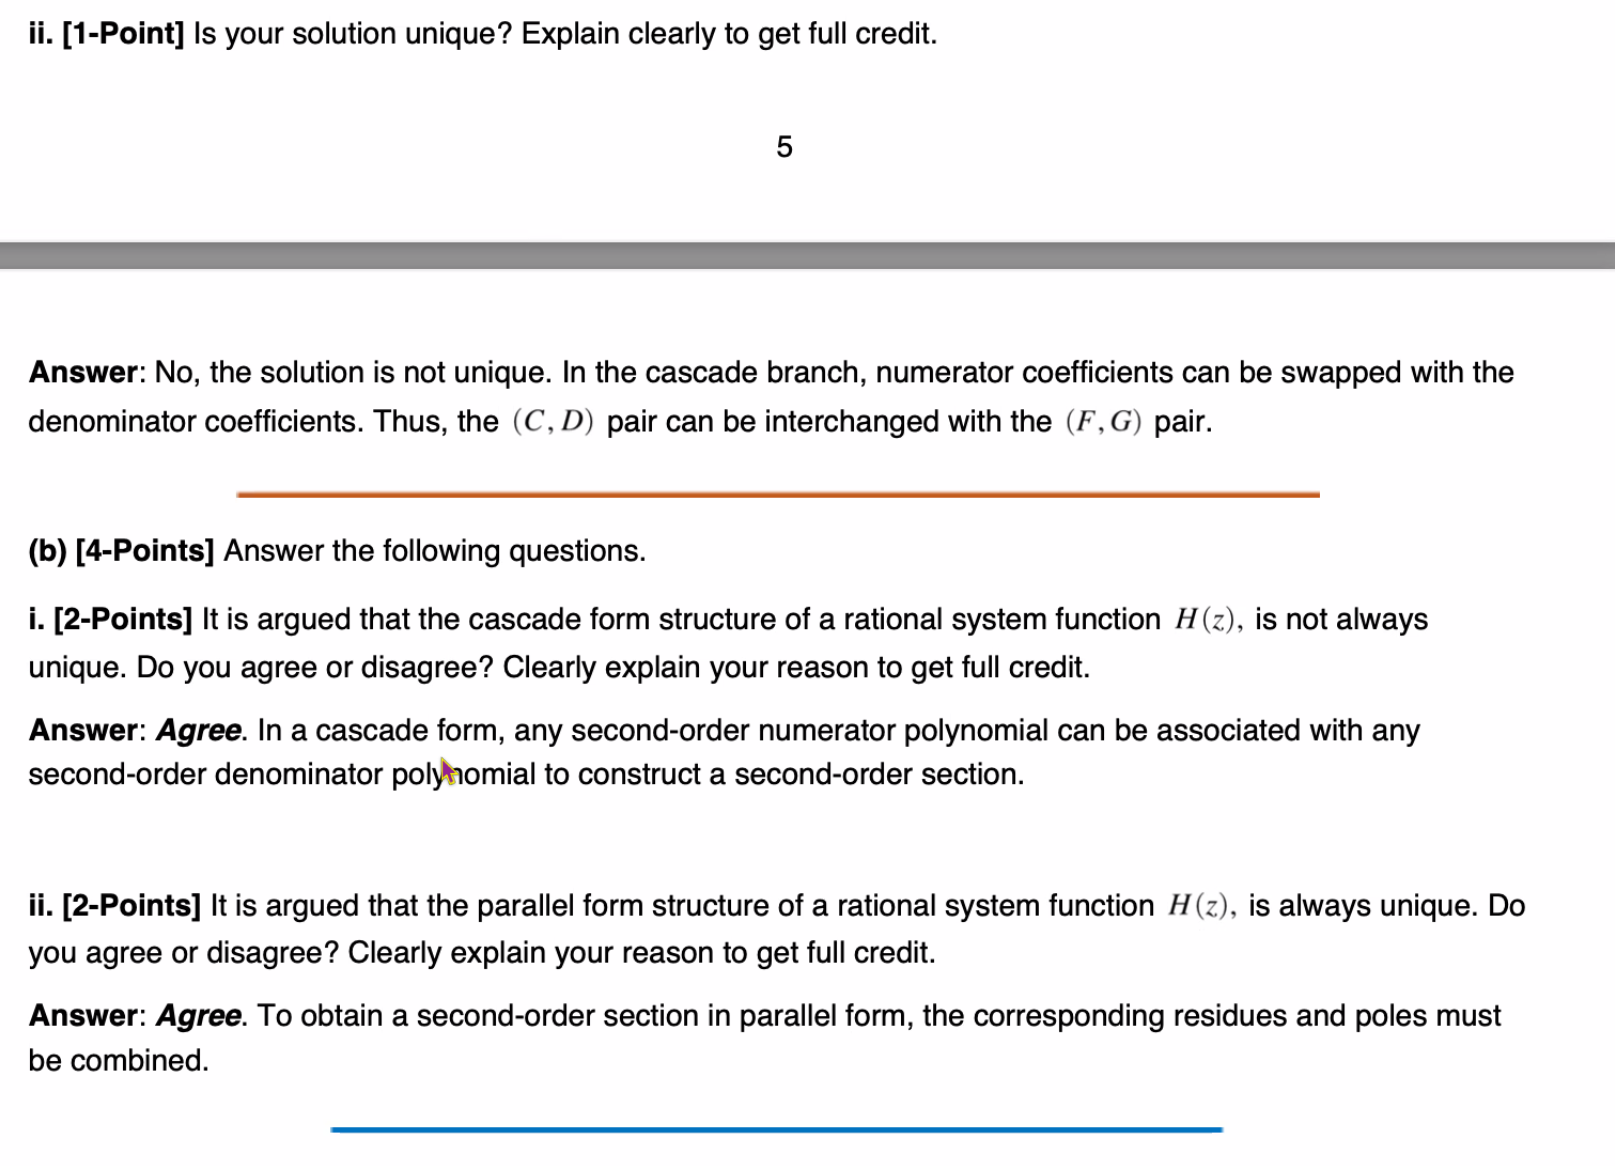 ii. [1-Point] Is your solution unique? Explain clearly to get full credit.
5
Answer: No, the solution is not unique. In the cascade branch, numerator coefficients can be swapped with the
denominator coefficients. Thus, the (C, D) pair can be interchanged with the (F, G) pair.
(b) [4-Points] Answer the following questions.
i. [2-Points] It is argued that the cascade form structure of a rational system function H(z), is not always
unique. Do you agree or disagree? Clearly explain your reason to get full credit.
Answer: Agree. In a cascade form, any second-order numerator polynomial can be associated with any
second-order denominator polynomial to construct a second-order section.
ii. [2-Points] It is argued that the parallel form structure of a rational system function H(z), is always unique. Do
you agree or disagree? Clearly explain your reason to get full credit.
Answer: Agree. To obtain a second-order section in parallel form, the corresponding residues and poles must
be combined.